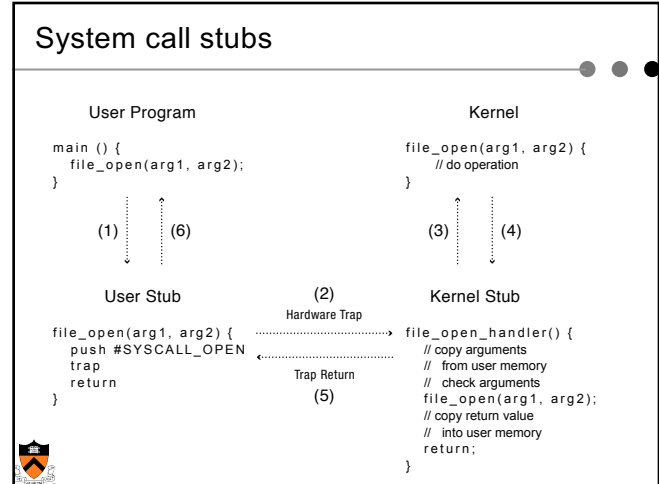 System call stubs
User Program
main () {
file_open(arg1, arg2);
}
(1)
(6)
User Stub
file_open(arg1, arg2) {
push #SYSCALL_OPEN
trap
return
}
(2)
Hardware Trap
Trap Return
(5)
Kernel
file_open(arg1, arg2) {
// do operation
}
(3)
(4)
Kernel Stub
file_open_handler() {
// copy arguments
// from user memory
// check arguments
file_open(arg1, arg2);
// copy return value
// into user memory
return;
}